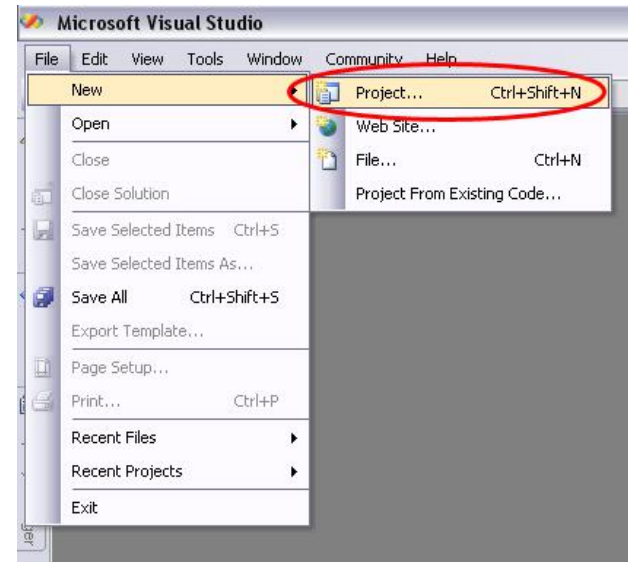 Microsoft Visual Studio
File Edit View Tools Window Community Help
New
Project... Ctrl+Shift+N
Open
Web Site...
Close
File... Ctrl+N
Close Solution
Project From Existing Code...
Save Selected Items Ctrl+S
Save Selected Items As...
Save All Ctrl+Shift+S
Export Template...
Page Setup...
Print... Ctrl+P
Recent Files
Recent Projects
Exit